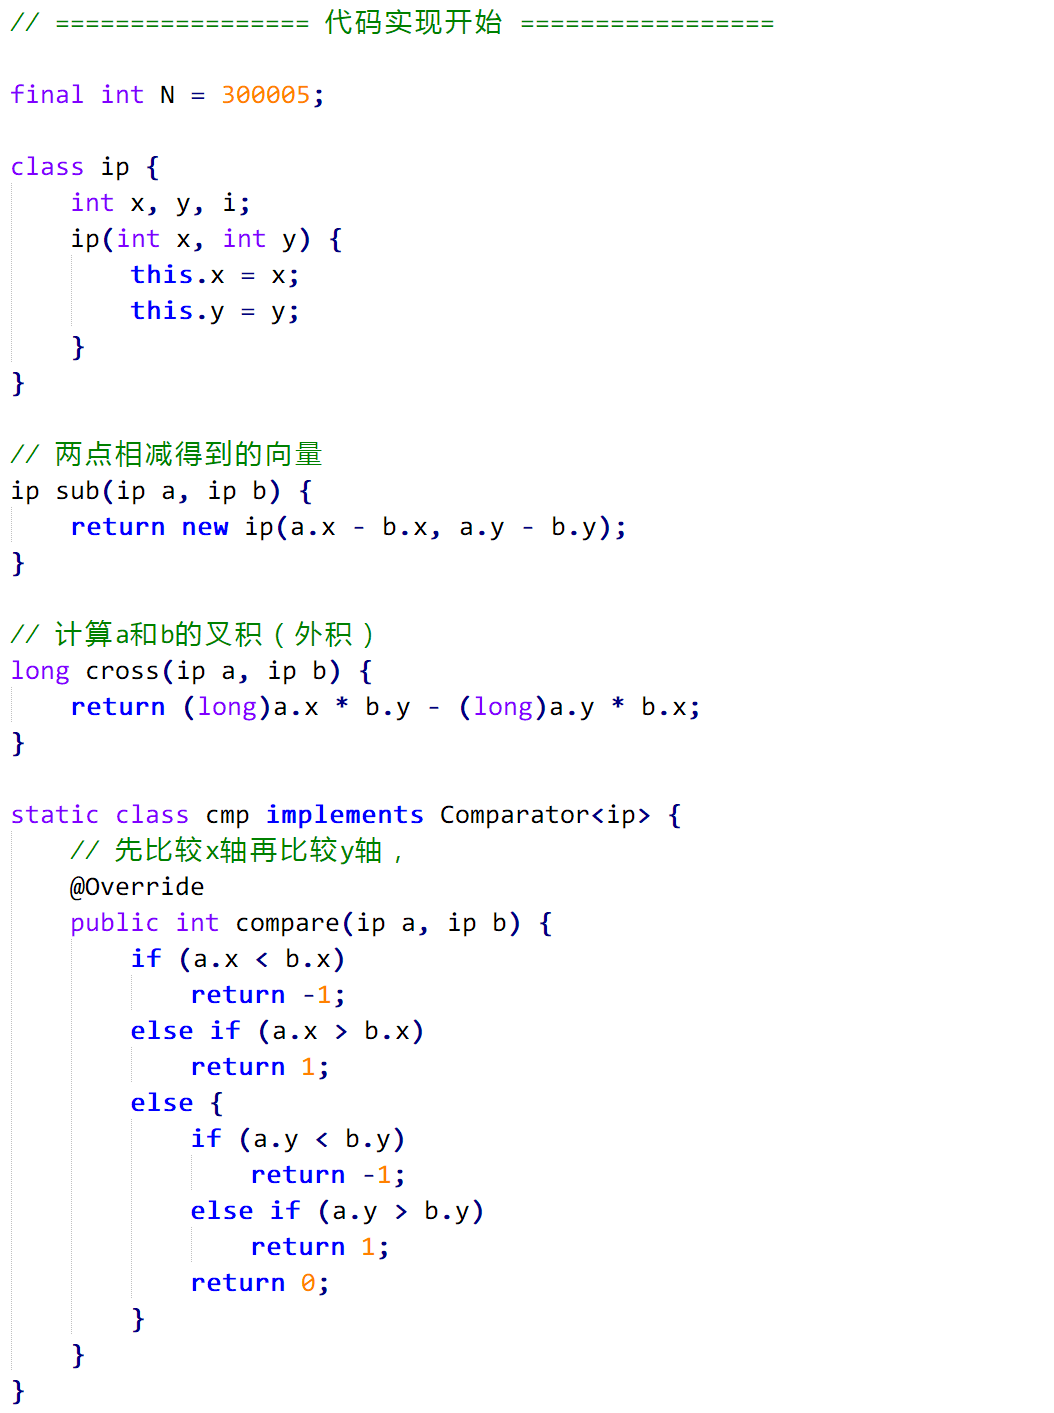 // ================= 代码实现开始 =================
final int N = 300005;
class ip {
    int x, y, i;
    ip(int x, int y) {
        this.x = x;
        this.y = y;
    }
}
// 两点相减得到的向量
ip sub(ip a, ip b) {
    return new ip(a.x - b.x, a.y - b.y);
}
// 计算a和b的叉积（外积）
long cross(ip a, ip b) {
    return (long)a.x * b.y - (long)a.y * b.x;
}
static class cmp implements Comparator<ip> {
    // 先比较x轴再比较y轴，
    @Override
    public int compare(ip a, ip b) {
        if (a.x < b.x)
            return -1;
        else if (a.x > b.x)
            return 1;
        else {
            if (a.y < b.y)
                return -1;
            else if (a.y > b.y)
                return 1;
            return 0;
        }
    }
}